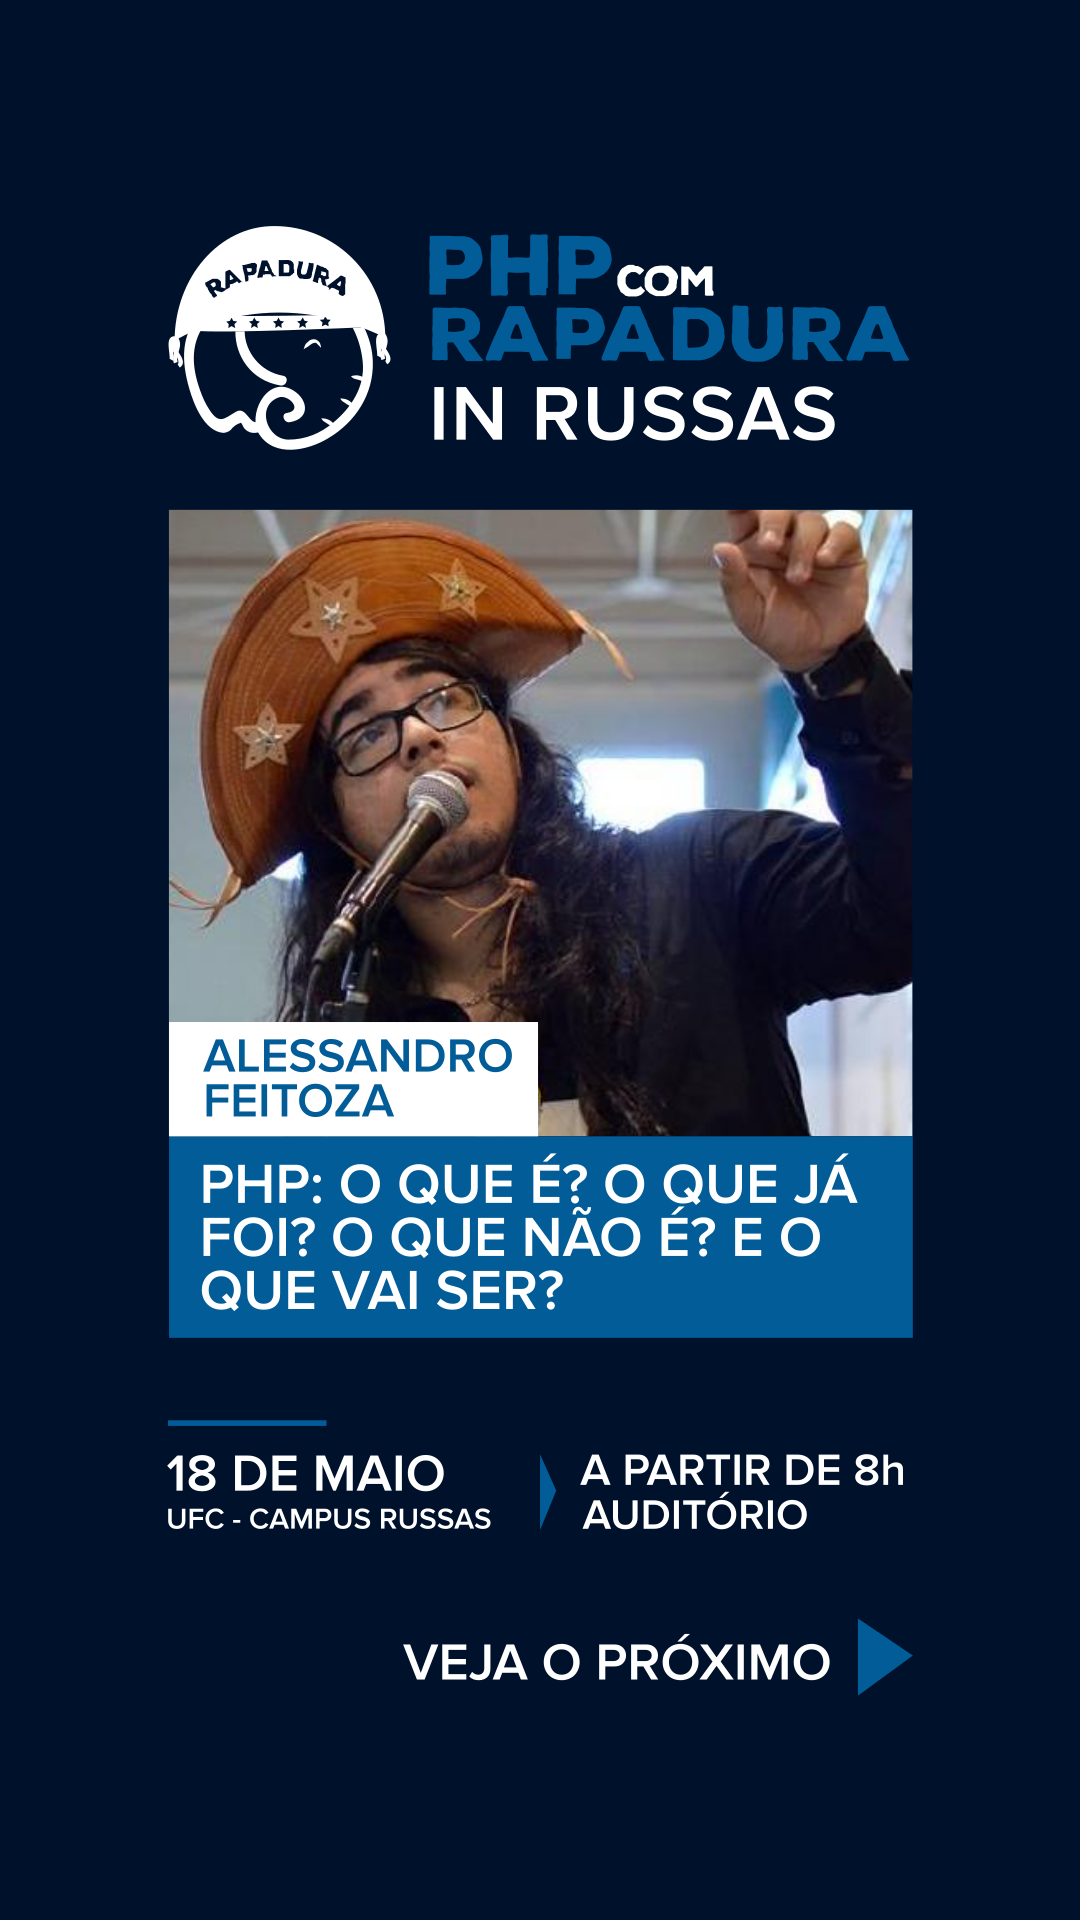 RAPADURA
PHP COM
RAPADURA
IN RUSSAS
ALESSANDRO
FEITOZA
PHP: O QUE É? O QUE JÁ
FOI? O QUE NÃO É? E O
QUE VAI SER?
18 DE MAIO
UFC - CAMPUS RUSSAS
A PARTIR DE 8h
AUDITÓRIO
VEJA O PRÓXIMO